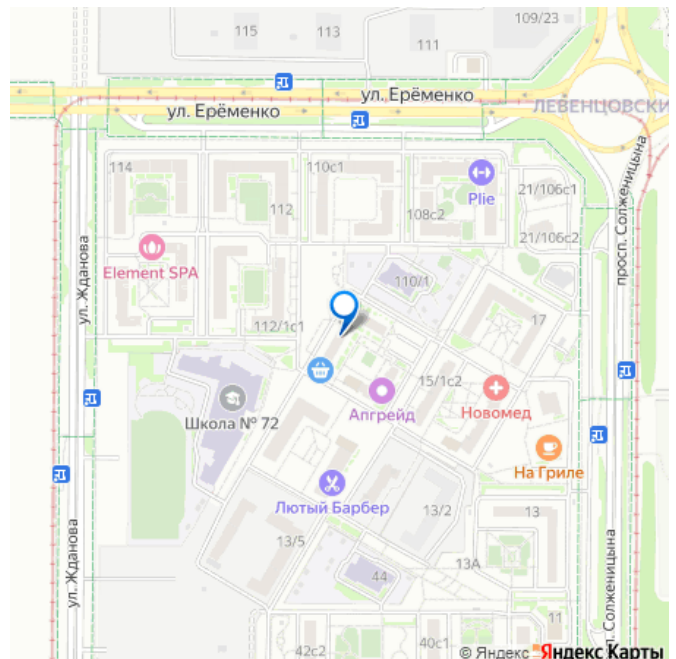 109/23
115
113
111
ул. Ерёменко
ул. Ерёменко
ЛЕВЕНЦОВСКИ
114
110с1
Plie
112
108с2
21/106с1
21/106с2
просп. Солженицына
ул. Жданова
Element SPA
110/1
112/1с1
17
15/1с2
Школа № 72
Апгрейд
Новомед
На Гриле
Лютый Барбер
13/2
13
13/5
13А
44
ул. Жданова
п. Солженицына
11
42с2
40с1
© Яндекс Яндекс Карты